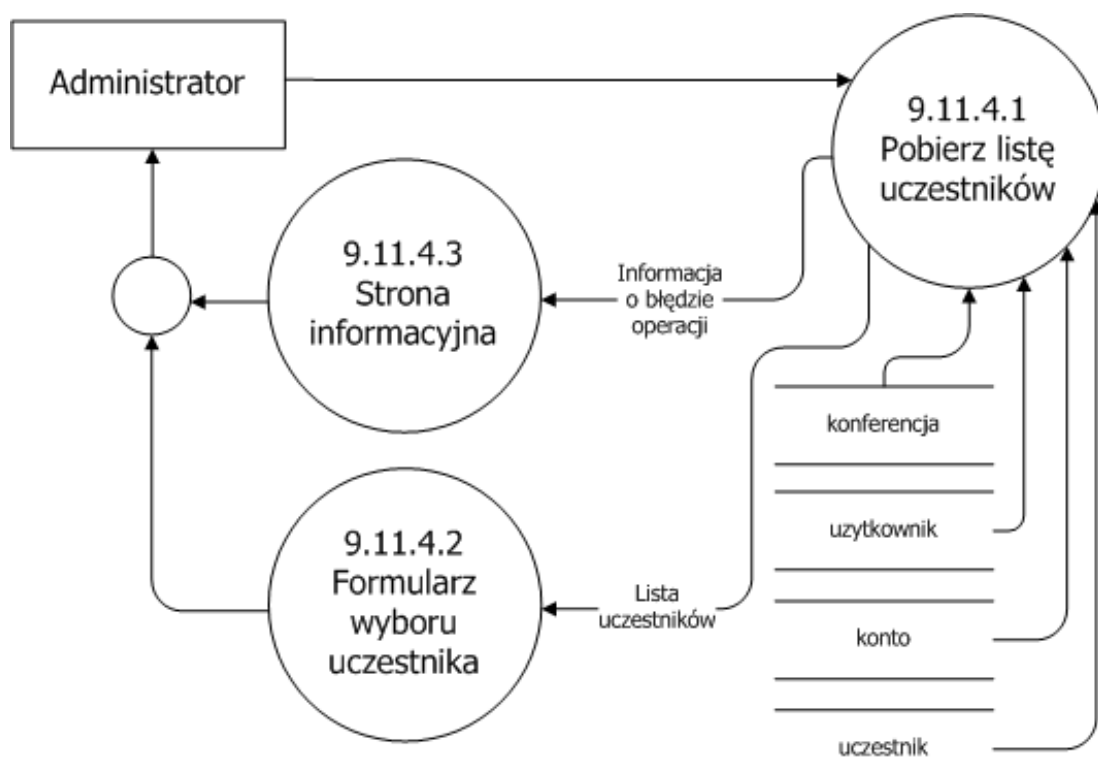 Administrator
9.11.4.1
Pobierz listę
uczestników
9.11.4.3
Strona
informacyjna
Informacja
o błędzie
operacji
konferencja
9.11.4.2
Formularz
wyboru
uczestnika
uzytkownik
Lista
uczestników
konto
uczestnik